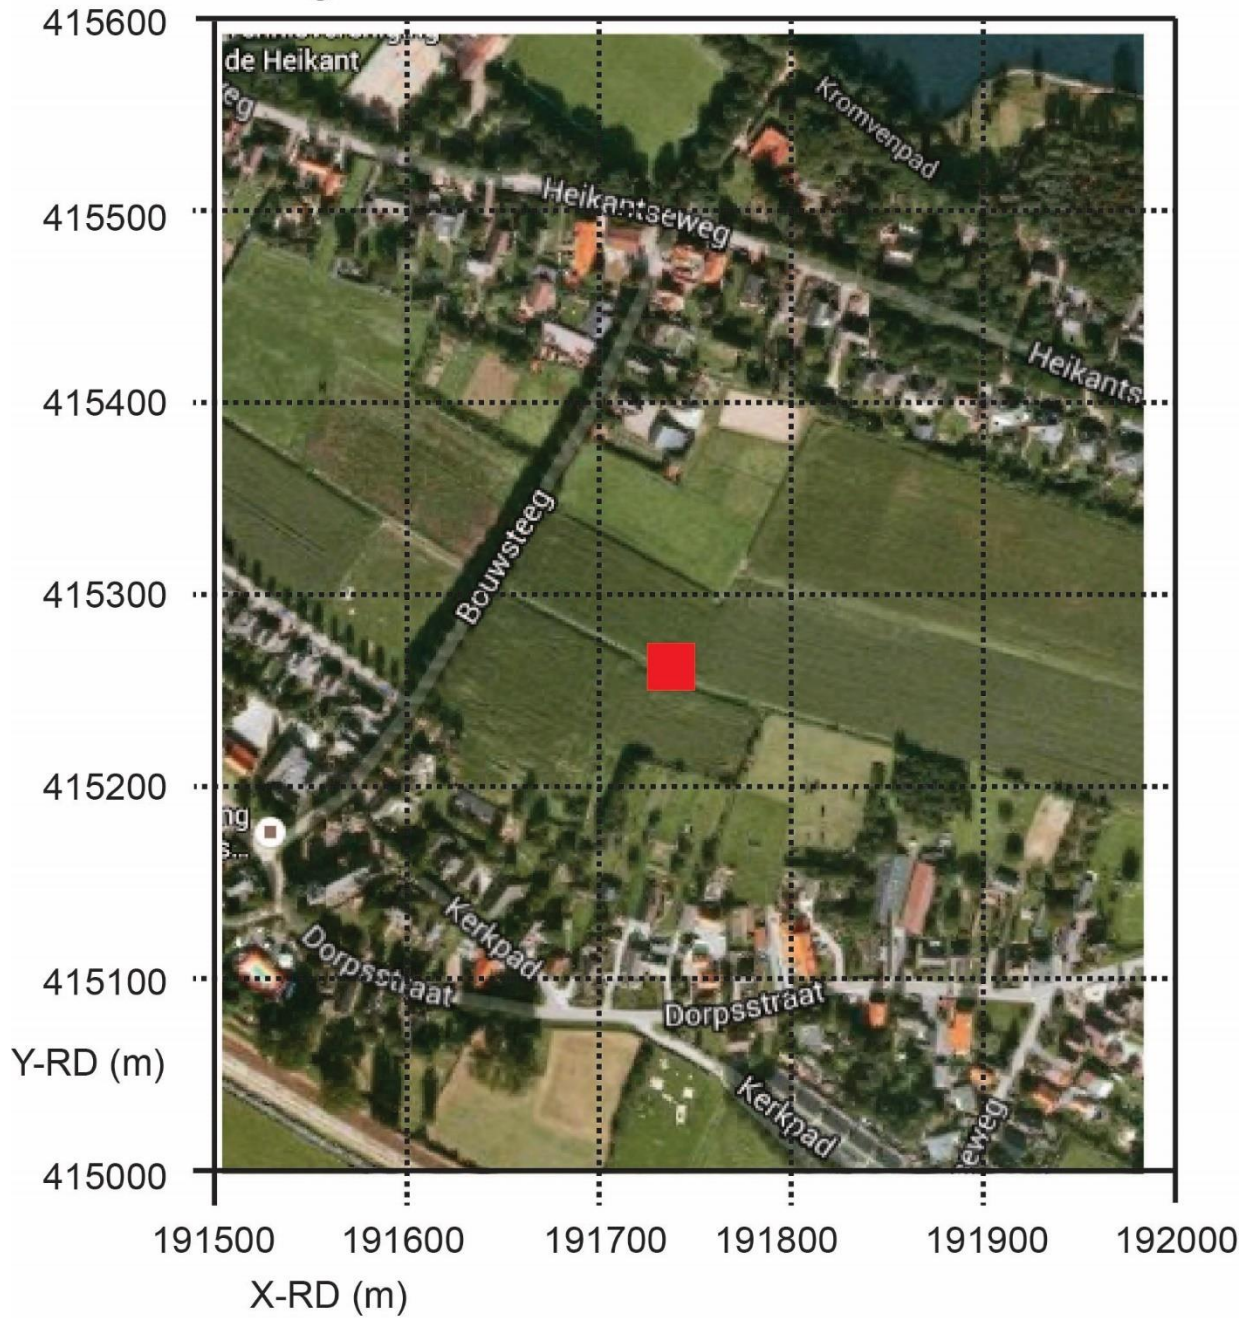 415600
de Heikant
Kromvenpad
415500
Heikantseweg
Heikants
415400
Bouwsteeg
415300
415200
Kerkpad
Dorpsstraat
415100
Dorpsstraat
Y-RD (m)
Kerkpad
415000
191500 191600 191700 191800 191900 192000
X-RD (m)